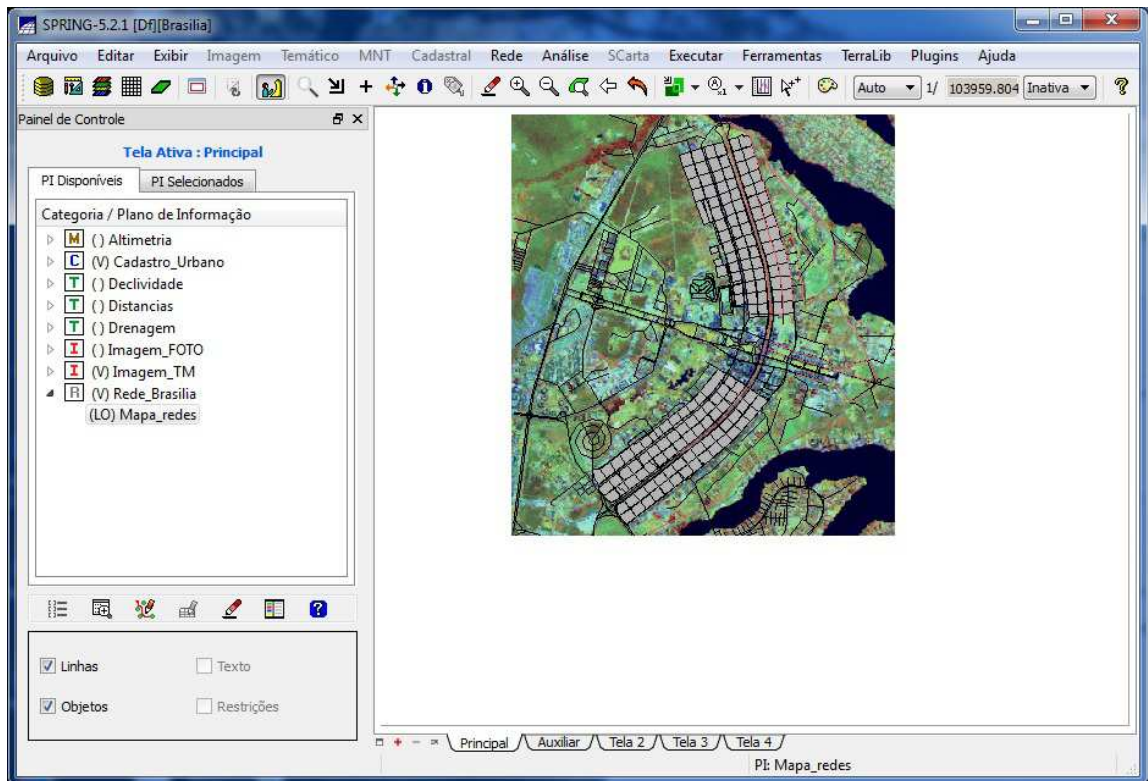 SPRING-5.2.1 [Df][Brasilia]
Arquivo Editar Exibir Imagem Temático MNT Cadastral Rede Análise SCarta Executar Ferramentas TerraLib Plugins Ajuda
Auto 1/ 103959.804 Inativa
Painel de Controle
Tela Ativa : Principal
PI Disponíveis PI Selecionados
Categoria / Plano de Informação
M () Altimetria
C (V) Cadastro_Urbano
T () Declividade
T () Distancias
T () Drenagem
I () Imagem_FOTO
I (V) Imagem_TM
R (V) Rede_Brasilia
(LO) Mapa_redes
Linhas Texto
Objetos Restrições
Principal Auxiliar Tela 2 Tela 3 Tela 4
PI: Mapa_redes